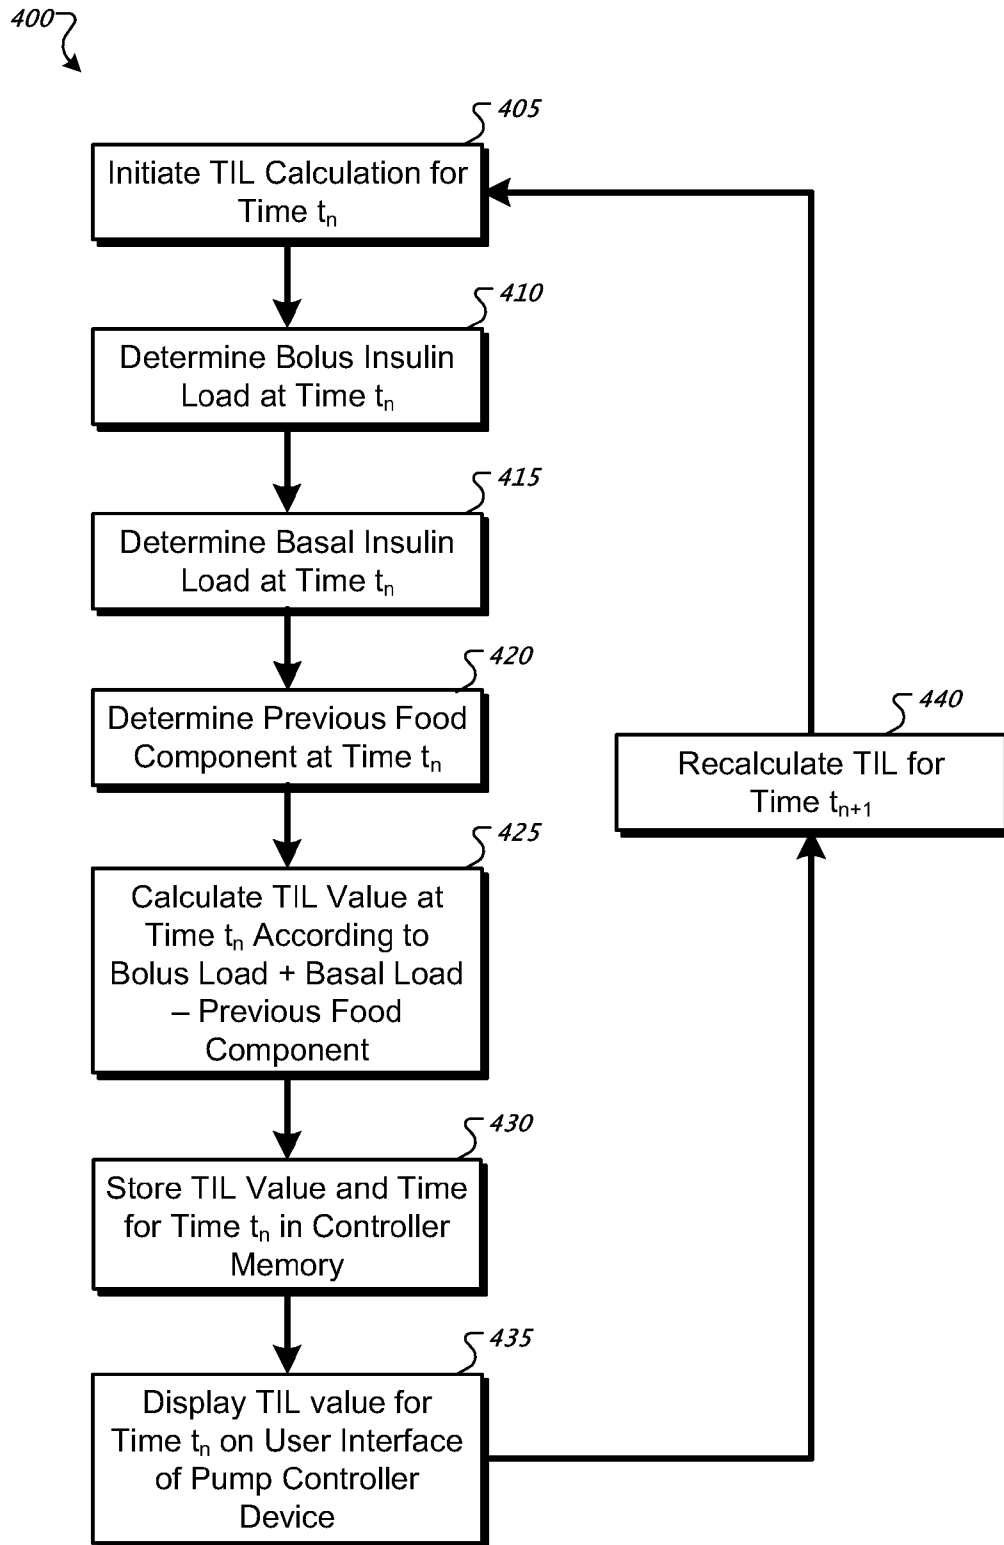 400
405
Initiate TIL Calculation for
Time tn
410
Determine Bolus Insulin
Load at Time tn
415
Determine Basal Insulin
Load at Time tn
420
Determine Previous Food
Component at Time tn
425
Calculate TIL Value at
Time tn According to
Bolus Load + Basal Load
– Previous Food
Component
430
Store TIL Value and Time
for Time tn in Controller
Memory
435
Display TIL value for
Time tn on User Interface
of Pump Controller
Device
440
Recalculate TIL for
Time tn+1